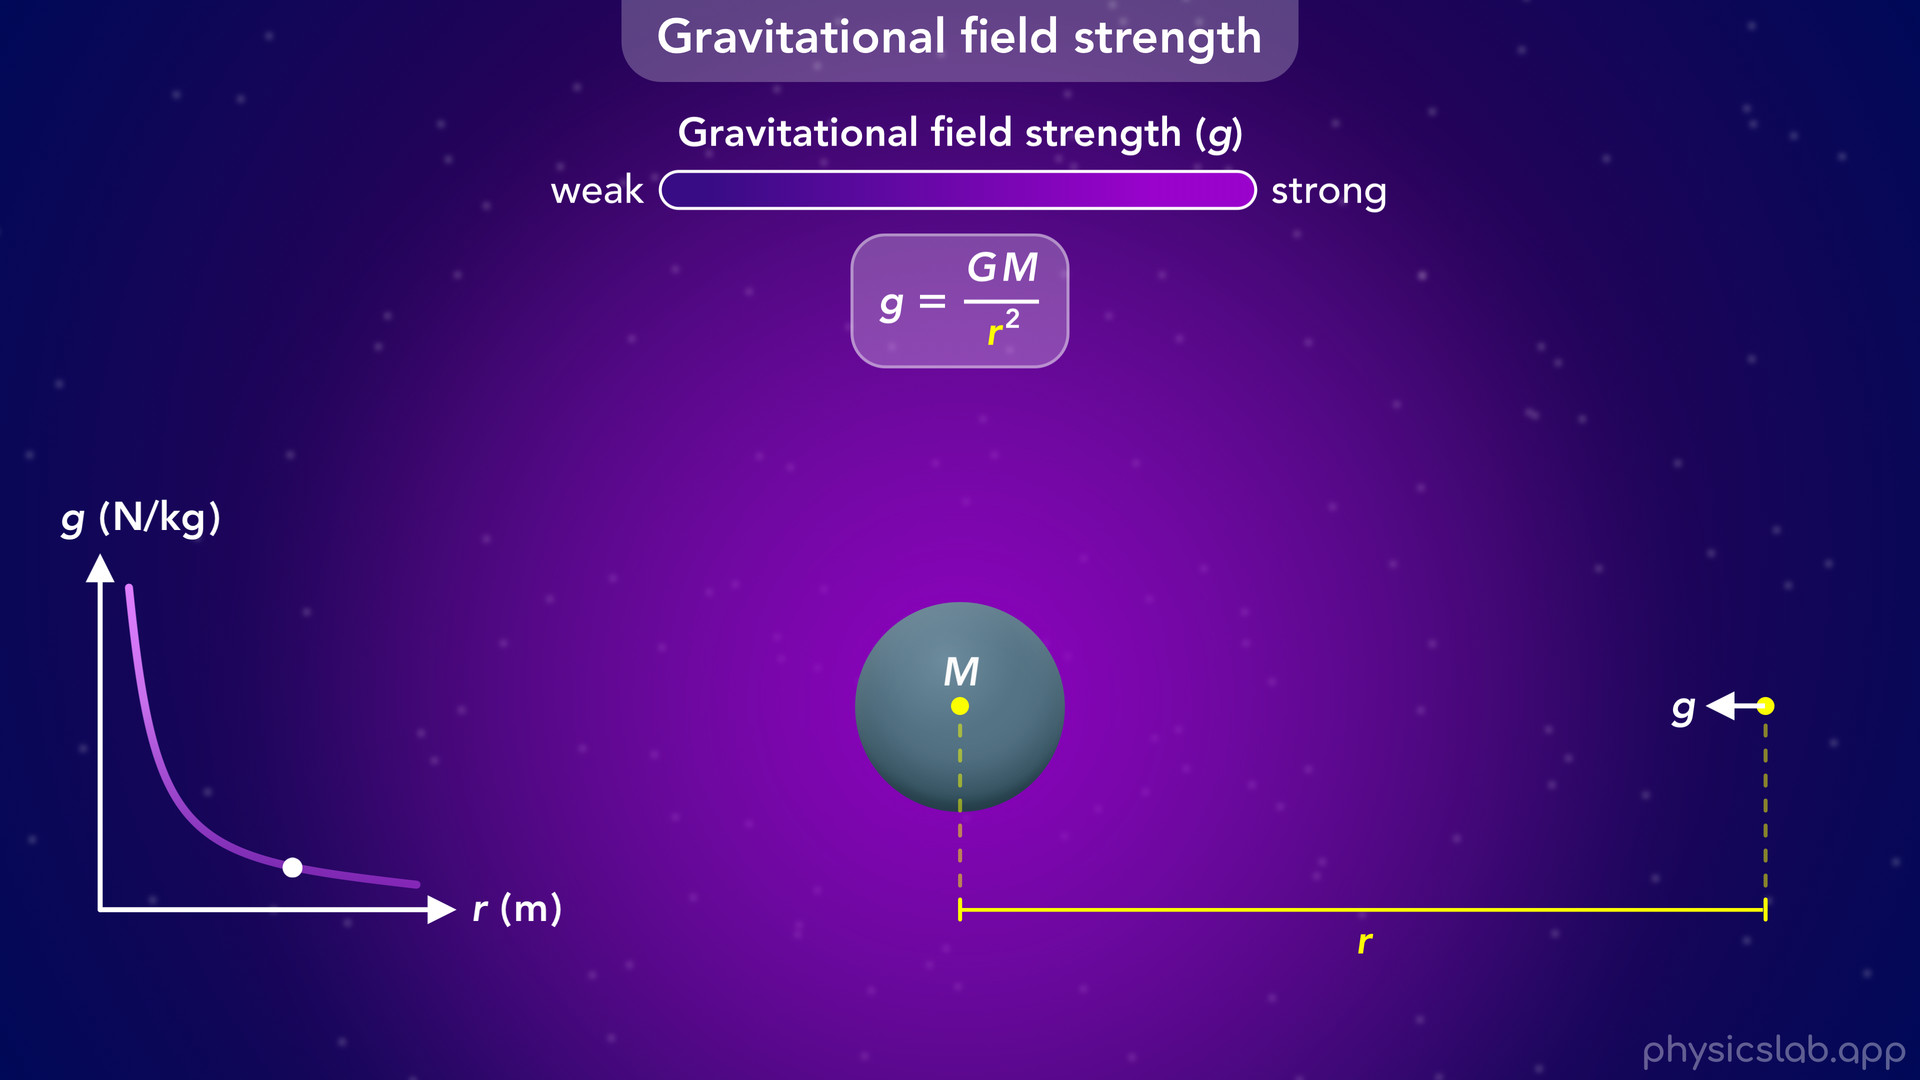 Gravitational field strength
Gravitational field strength (g)
weak strong
g = GM / r²
g (N/kg)
r (m)
M
g
r
physicslab.app